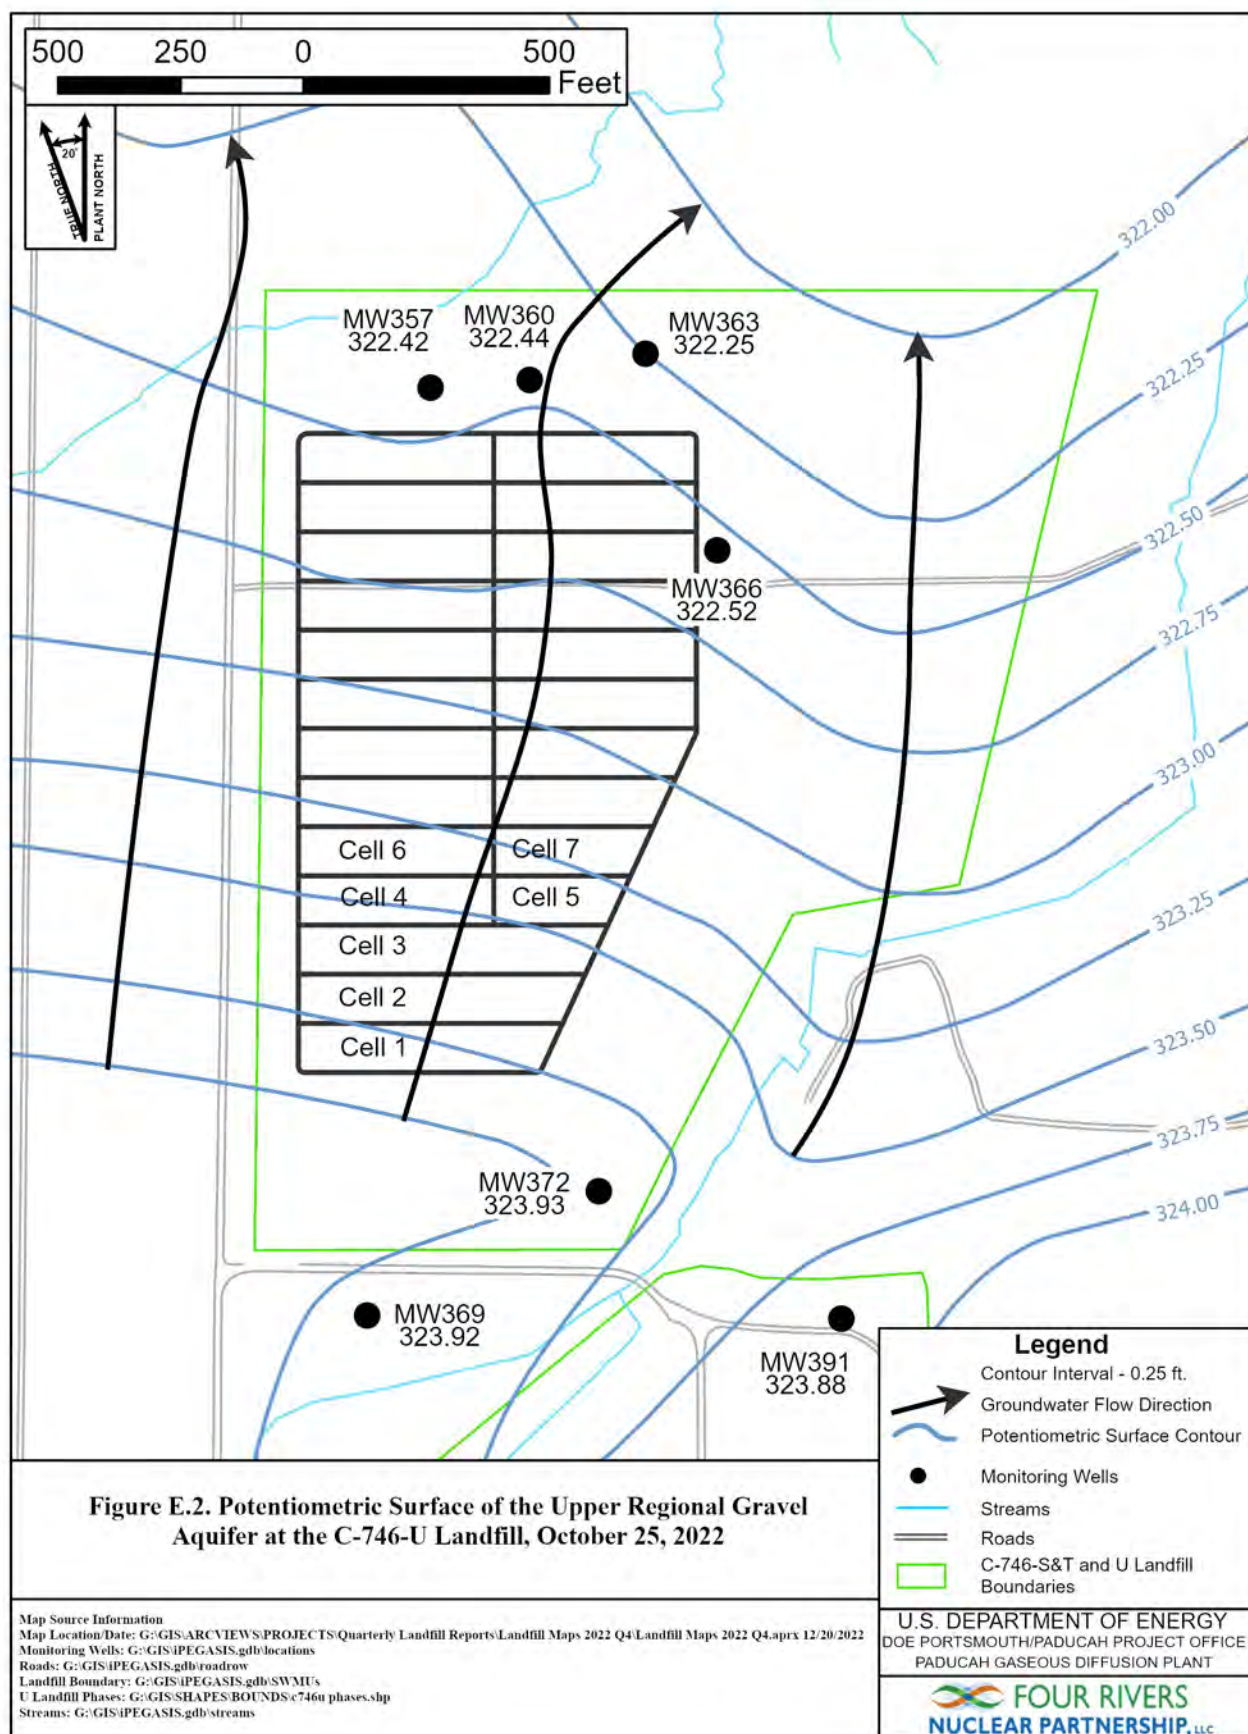 500 250 0 500
Feet
20°
TRUE NORTH
PLANT NORTH
322.00
MW357
322.42
MW360
322.44
MW363
322.25
322.25
322.50
MW366
322.52
322.75
323.00
Cell 6
Cell 7
Cell 4
Cell 5
323.25
Cell 3
Cell 2
323.50
Cell 1
323.75
MW372
323.93
324.00
MW369
323.92
MW391
323.88
Legend
Contour Interval - 0.25 ft.
Groundwater Flow Direction
Potentiometric Surface Contour
Monitoring Wells
Streams
Roads
C-746-S&T and U Landfill
Boundaries
Figure E.2. Potentiometric Surface of the Upper Regional Gravel
Aquifer at the C-746-U Landfill, October 25, 2022
Map Source Information
Map Location/Date: G:\GIS\ARCVIEWS\PROJECTS\Quarterly Landfill Reports\Landfill Maps 2022 Q4\Landfill Maps 2022 Q4.aprx 12/20/2022
Monitoring Wells: G:\GIS\iPEGASIS.gdb\locations
Roads: G:\GIS\iPEGASIS.gdb\roadrow
Landfill Boundary: G:\GIS\iPEGASIS.gdb\SWMUs
U Landfill Phases: G:\GIS\SHAPES\BOUNDS\c746u phases.shp
Streams: G:\GIS\iPEGASIS.gdb\streams
U.S. DEPARTMENT OF ENERGY
DOE PORTSMOUTH/PADUCAH PROJECT OFFICE
PADUCAH GASEOUS DIFFUSION PLANT
FOUR RIVERS
NUCLEAR PARTNERSHIP, LLC